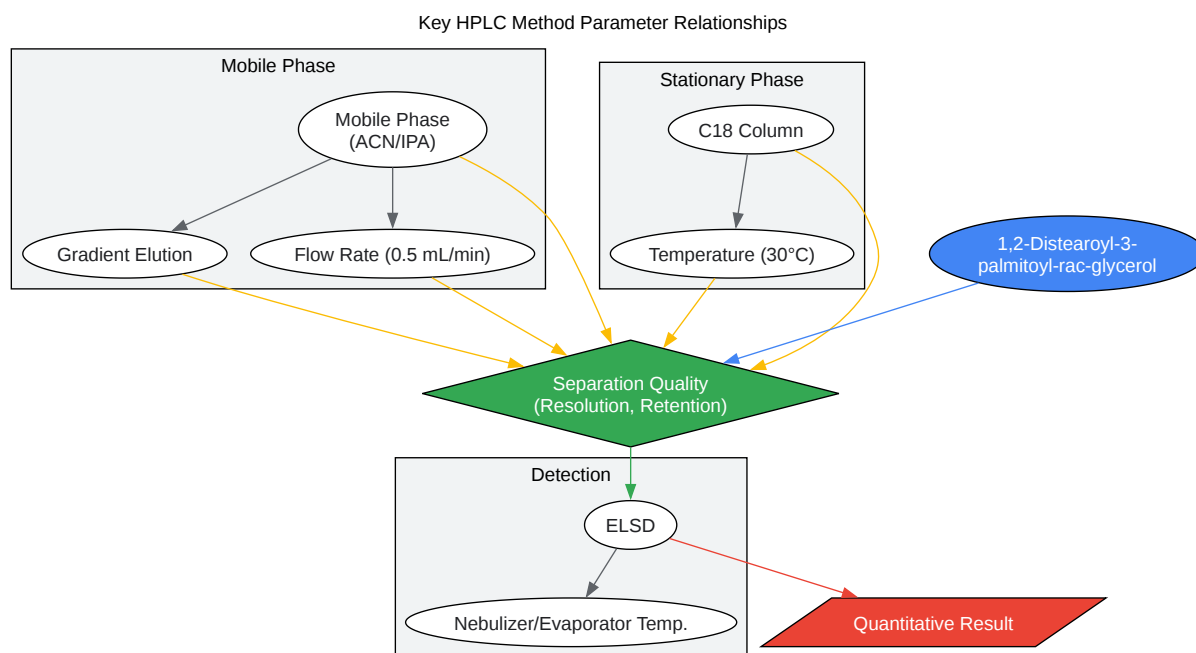 Key HPLC Method Parameter Relationships
Mobile Phase
Stationary Phase
Mobile Phase
(ACN/IPA)
C18 Column
Gradient Elution
Flow Rate (0.5 mL/min)
Temperature (30°C)
1,2-Distearoyl-3-
palmitoyl-rac-glycerol
Separation Quality
(Resolution, Retention)
Detection
ELSD
Nebulizer/Evaporator Temp.
Quantitative Result